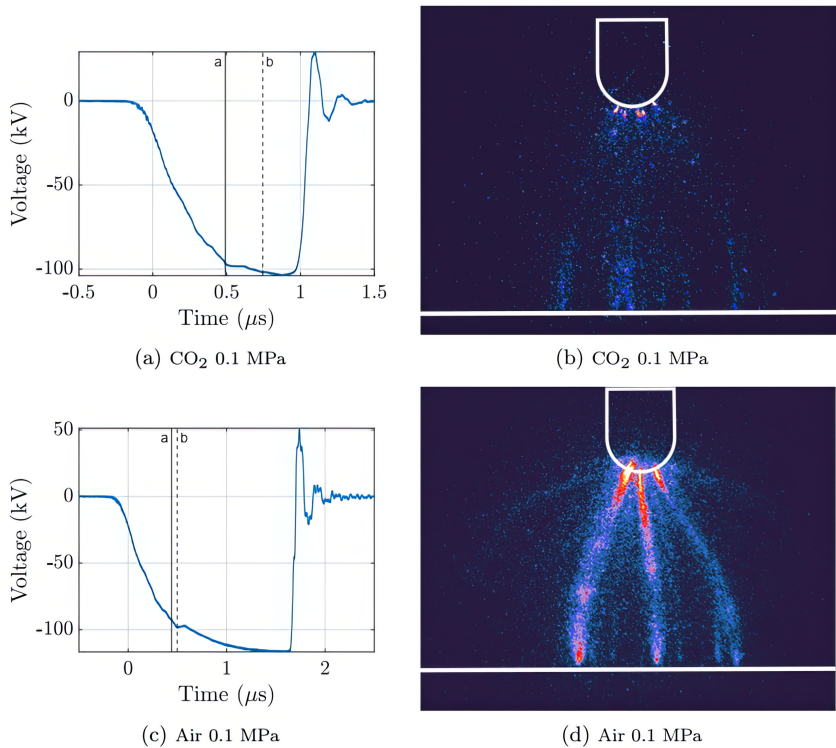 a
b
0
-50
-100
Voltage (kV)
-0.5
0
0.5
1
1.5
Time (μs)
(a) CO₂ 0.1 MPa
(b) CO₂ 0.1 MPa
a
b
50
0
-50
-100
Voltage (kV)
0
1
2
Time (μs)
(c) Air 0.1 MPa
(d) Air 0.1 MPa